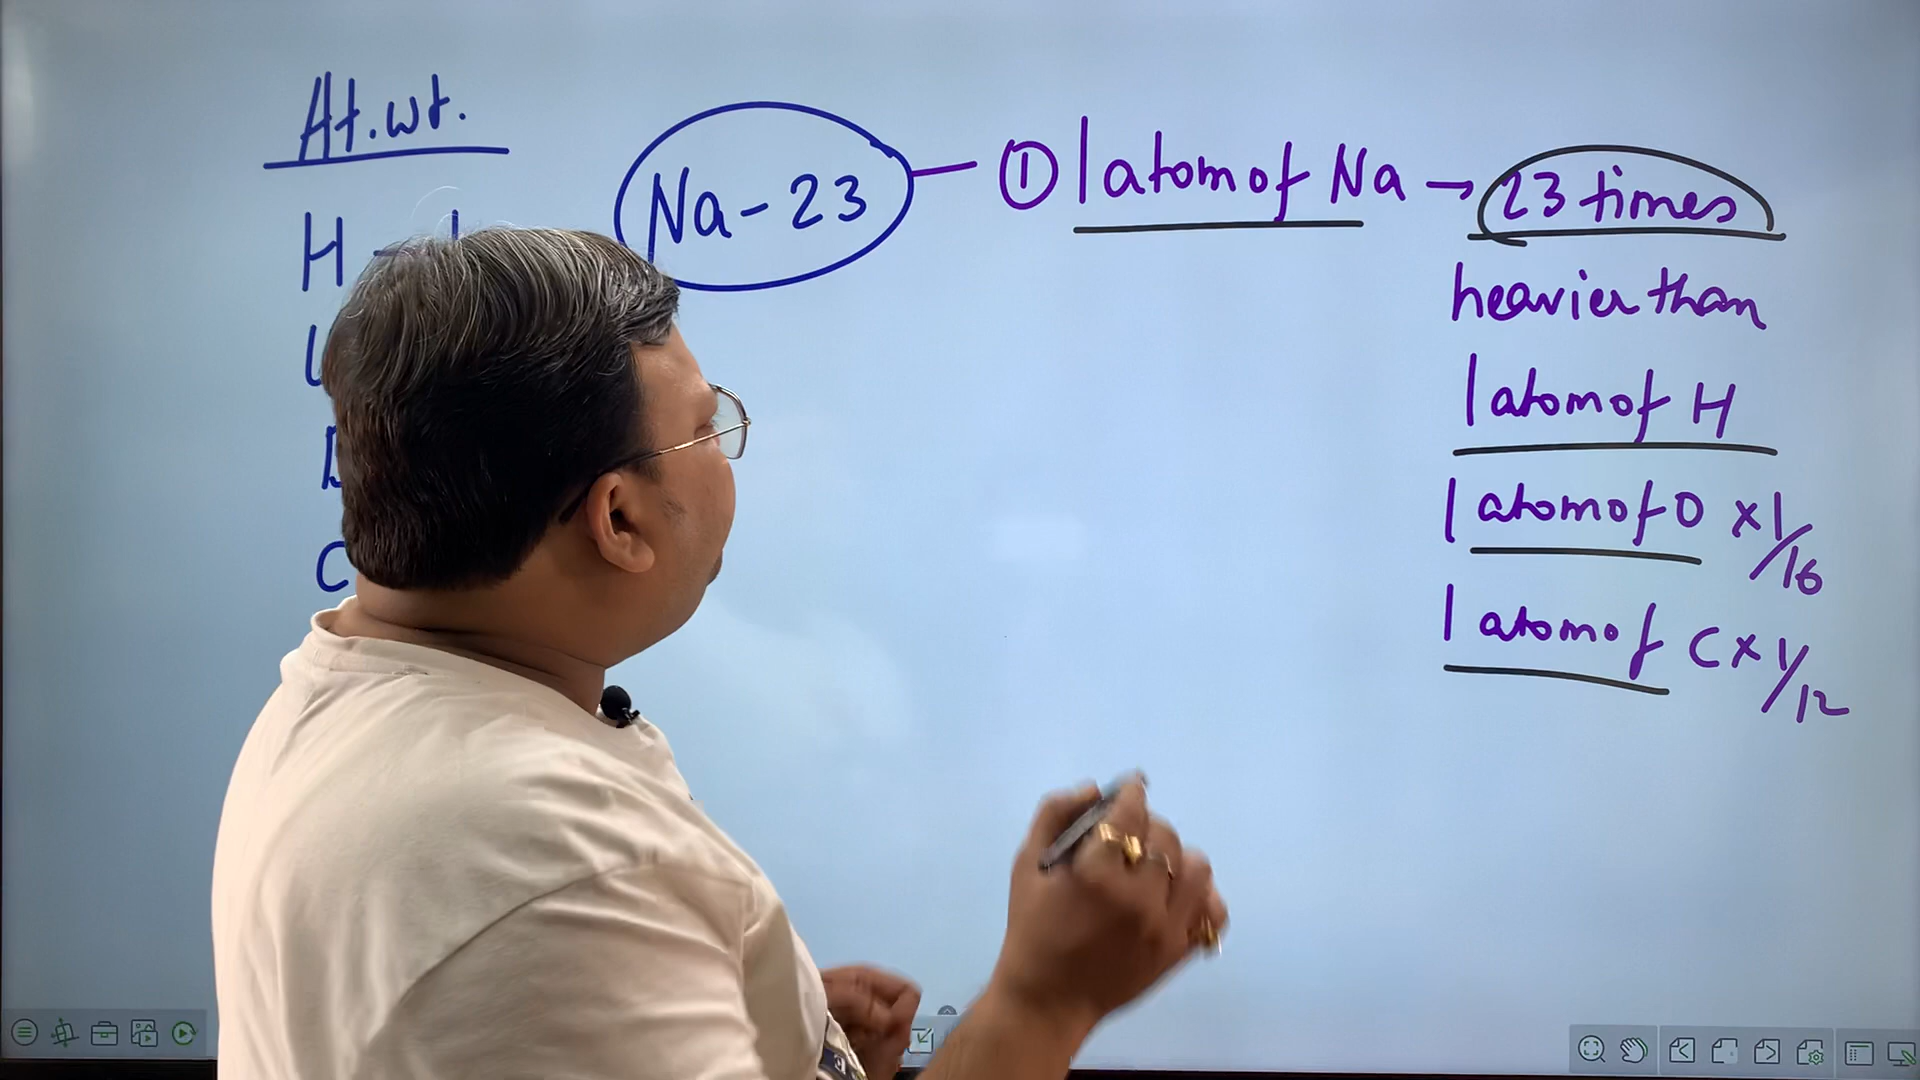 At. wt.
H - 1
Na - 23 — ① 1 atom of Na → 23 times
heavier than
1 atom of H
1 atom of O × 1/16
1 atom of C × 1/12